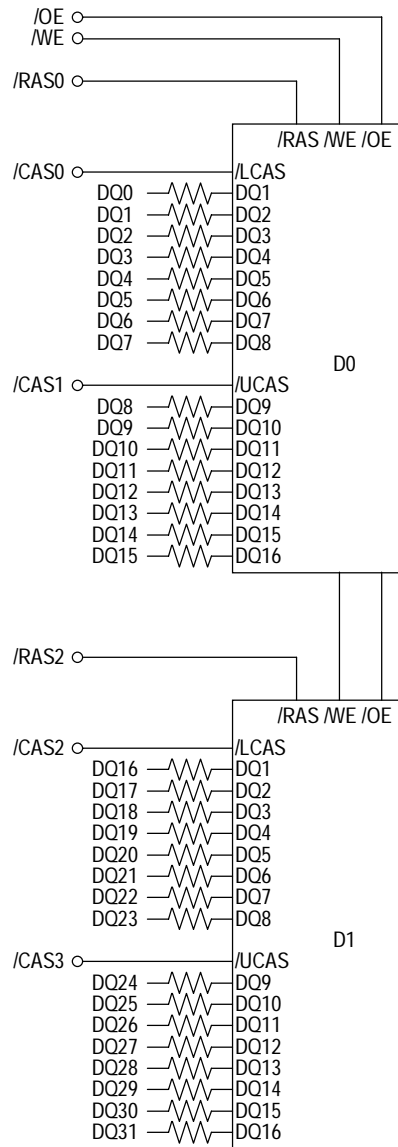 /OE
/WE
/RAS0
/RAS /WE /OE
/CAS0 /LCAS
DQ0 DQ1
DQ1 DQ2
DQ2 DQ3
DQ3 DQ4
DQ4 DQ5
DQ5 DQ6
DQ6 DQ7
DQ7 DQ8
D0
/CAS1 /UCAS
DQ8 DQ9
DQ9 DQ10
DQ10 DQ11
DQ11 DQ12
DQ12 DQ13
DQ13 DQ14
DQ14 DQ15
DQ15 DQ16
/RAS2
/RAS /WE /OE
/CAS2 /LCAS
DQ16 DQ1
DQ17 DQ2
DQ18 DQ3
DQ19 DQ4
DQ20 DQ5
DQ21 DQ6
DQ22 DQ7
DQ23 DQ8
D1
/CAS3 /UCAS
DQ24 DQ9
DQ25 DQ10
DQ26 DQ11
DQ27 DQ12
DQ28 DQ13
DQ29 DQ14
DQ30 DQ15
DQ31 DQ16